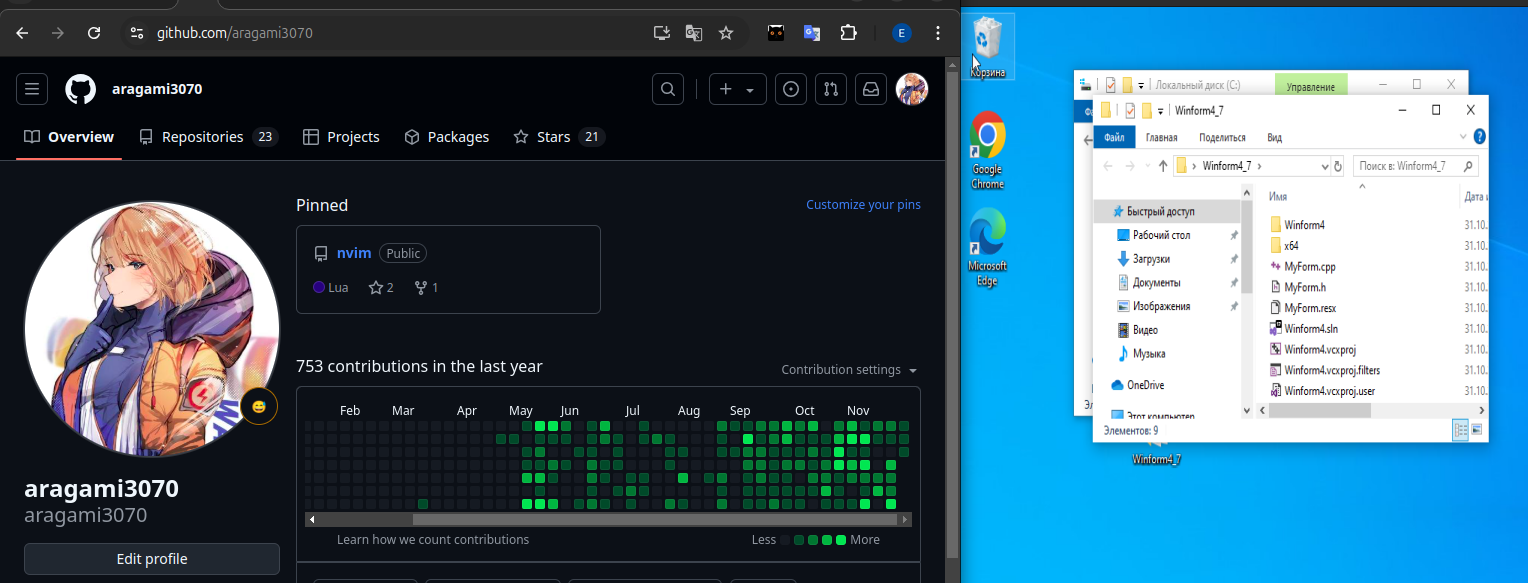 github.com/aragami3070
E
aragami3070
Overview
Repositories 23
Projects
Packages
Stars 21
Pinned
Customize your pins
nvim Public
Lua 2 1
753 contributions in the last year
Contribution settings
Feb Mar Apr May Jun Jul Aug Sep Oct Nov
Learn how we count contributions
Less More
aragami3070
aragami3070
Edit profile
Корзина
Google
Chrome
Microsoft
Edge
Локальный диск (C:)
Управление
Winform4_7
Файл
Главная
Поделиться
Вид
Winform4_7
Поиск в: Winform4_7
Имя
Дата и
Быстрый доступ
Рабочий стол
Загрузки
Документы
Изображения
Видео
Музыка
OneDrive
Этот компьютер
Winform4 31.10.
x64 31.10.
MyForm.cpp 31.10.
MyForm.h 31.10.
MyForm.resx 31.10.
Winform4.sln 31.10.
Winform4.vcxproj 31.10.
Winform4.vcxproj.filters 31.10.
Winform4.vcxproj.user 31.10.
Элементов: 9
Winform4_7